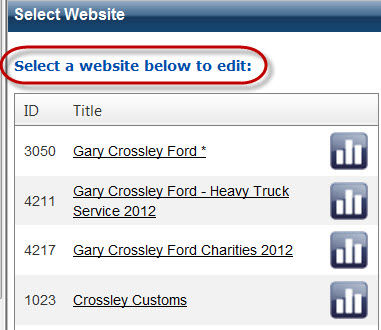 Select Website
Select a website below to edit:
ID Title
3050 Gary Crossley Ford *
4211 Gary Crossley Ford - Heavy Truck
Service 2012
4217 Gary Crossley Ford Charities 2012
1023 Crossley Customs